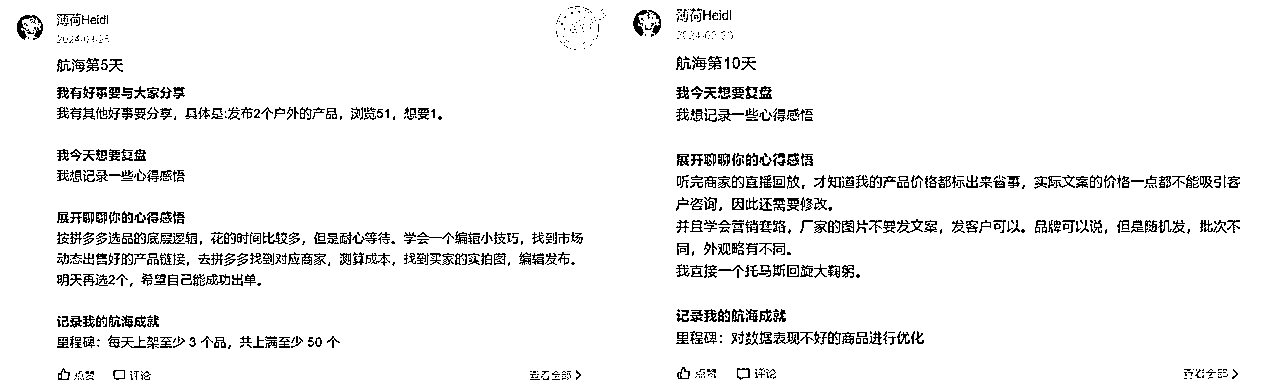 薄荷Heidl
航海第5天
我有好事要与大家分享
我有其他好事要分享，具体是:发布2个户外的产品，浏览51，想要1。
我今天想要复盘
我想记录一些心得感悟
展开聊聊你的心得感悟
按拼多多选品的底层逻辑，花的时间比较多，但是耐心等待。学会一个编辑小技巧，找到市场
动态出售好的产品链接，去拼多多找到对应商家，测算成本，找到买家的实拍图，编辑发布。
明天再选2个，希望自己能成功出单。
记录我的航海成就
里程碑：每天上架至少 3 个品，共上满至少 50 个
点赞 评论 查看全部
薄荷Heidl
航海第10天
我今天想要复盘
我想记录一些心得感悟
展开聊聊你的心得感悟
听完商家的直播回放，才知道我的产品价格都标出来省事，实际文案的价格一点都不能吸引客
户咨询，因此还需要修改。
并且学会营销套路，厂家的图片不要发文案，发客户可以。品牌可以说，但是随机发，批次不
同，外观略有不同。
我直接一个托马斯回旋大鞠躬。
记录我的航海成就
里程碑：对数据表现不好的商品进行优化
点赞 评论 查看全部